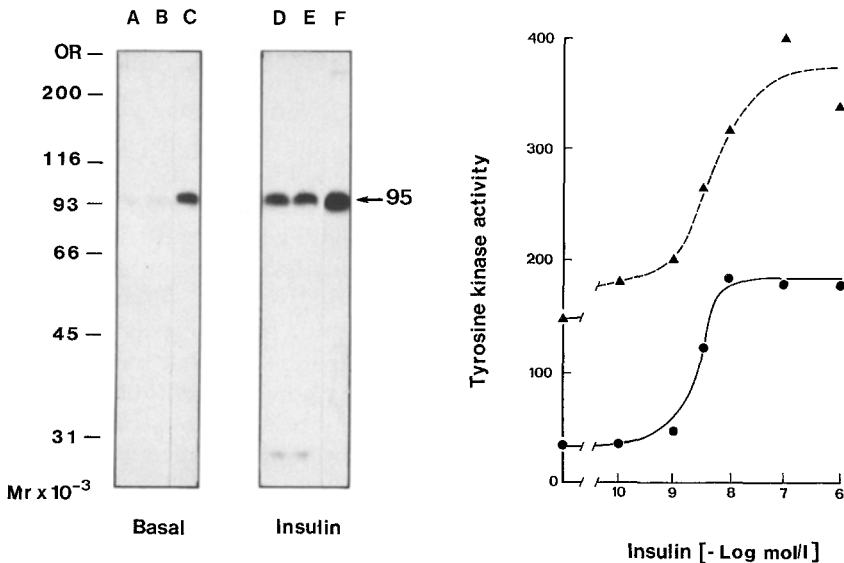 A B C D E F
OR
200
116
93
66
45
31
Mr x 10-3
←95
Basal Insulin
400
300
200
100
0
Tyrosine kinase activity
10 9 8 7 6
Insulin [-Log mol/l]